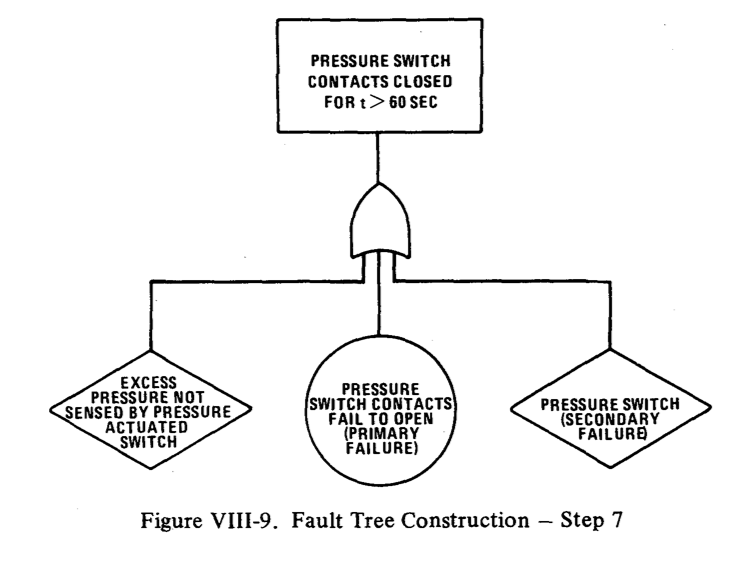 PRESSURE SWITCH
CONTACTS CLOSED
FOR t > 60 SEC
EXCESS
PRESSURE NOT
SENSED BY PRESSURE
ACTUATED
SWITCH
PRESSURE
SWITCH CONTACTS
FAIL TO OPEN
(PRIMARY
FAILURE)
PRESSURE SWITCH
(SECONDARY
FAILURE)
Figure VIII-9. Fault Tree Construction – Step 7